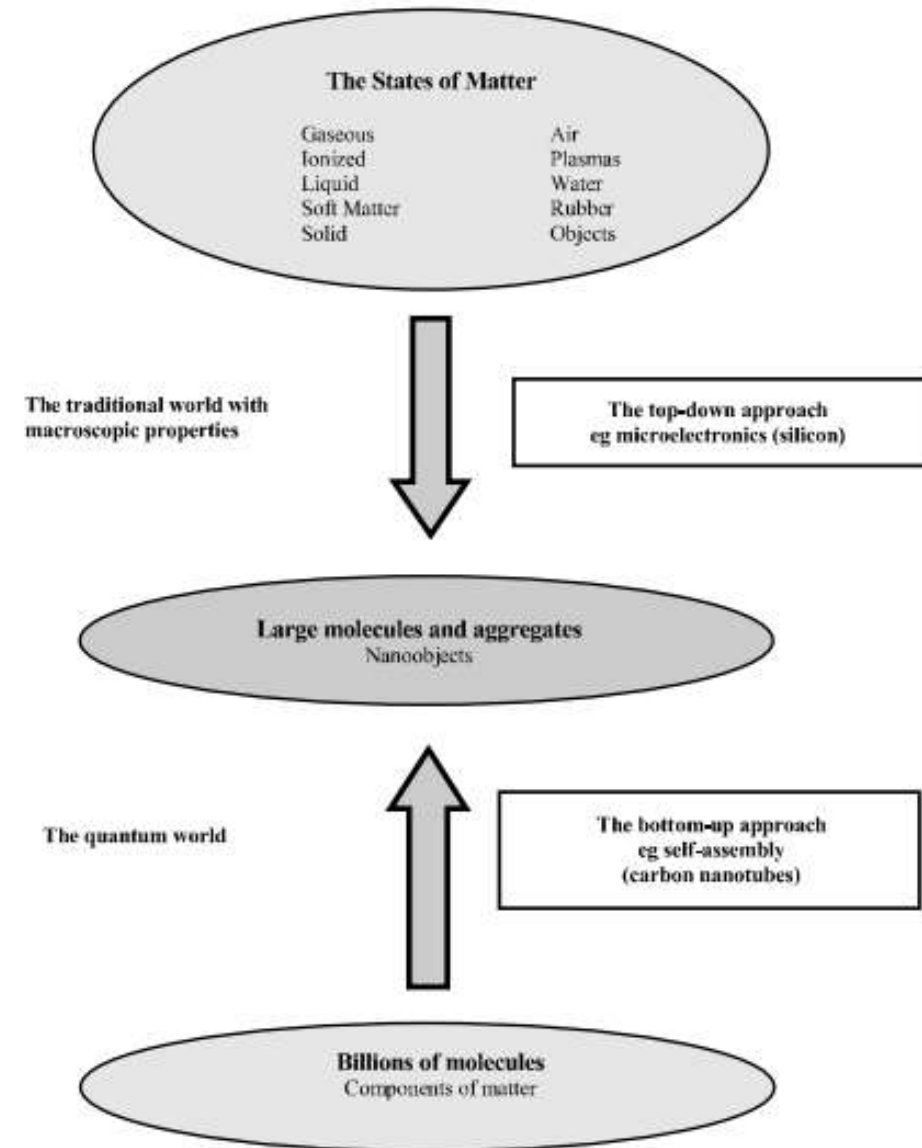 The States of Matter
Gaseous Air
Ionized Plasmas
Liquid Water
Soft Matter Rubber
Solid Objects
The traditional world with
macroscopic properties
The top-down approach
eg microelectronics (silicon)
Large molecules and aggregates
Nanoobjects
The quantum world
The bottom-up approach
eg self-assembly
(carbon nanotubes)
Billions of molecules
Components of matter